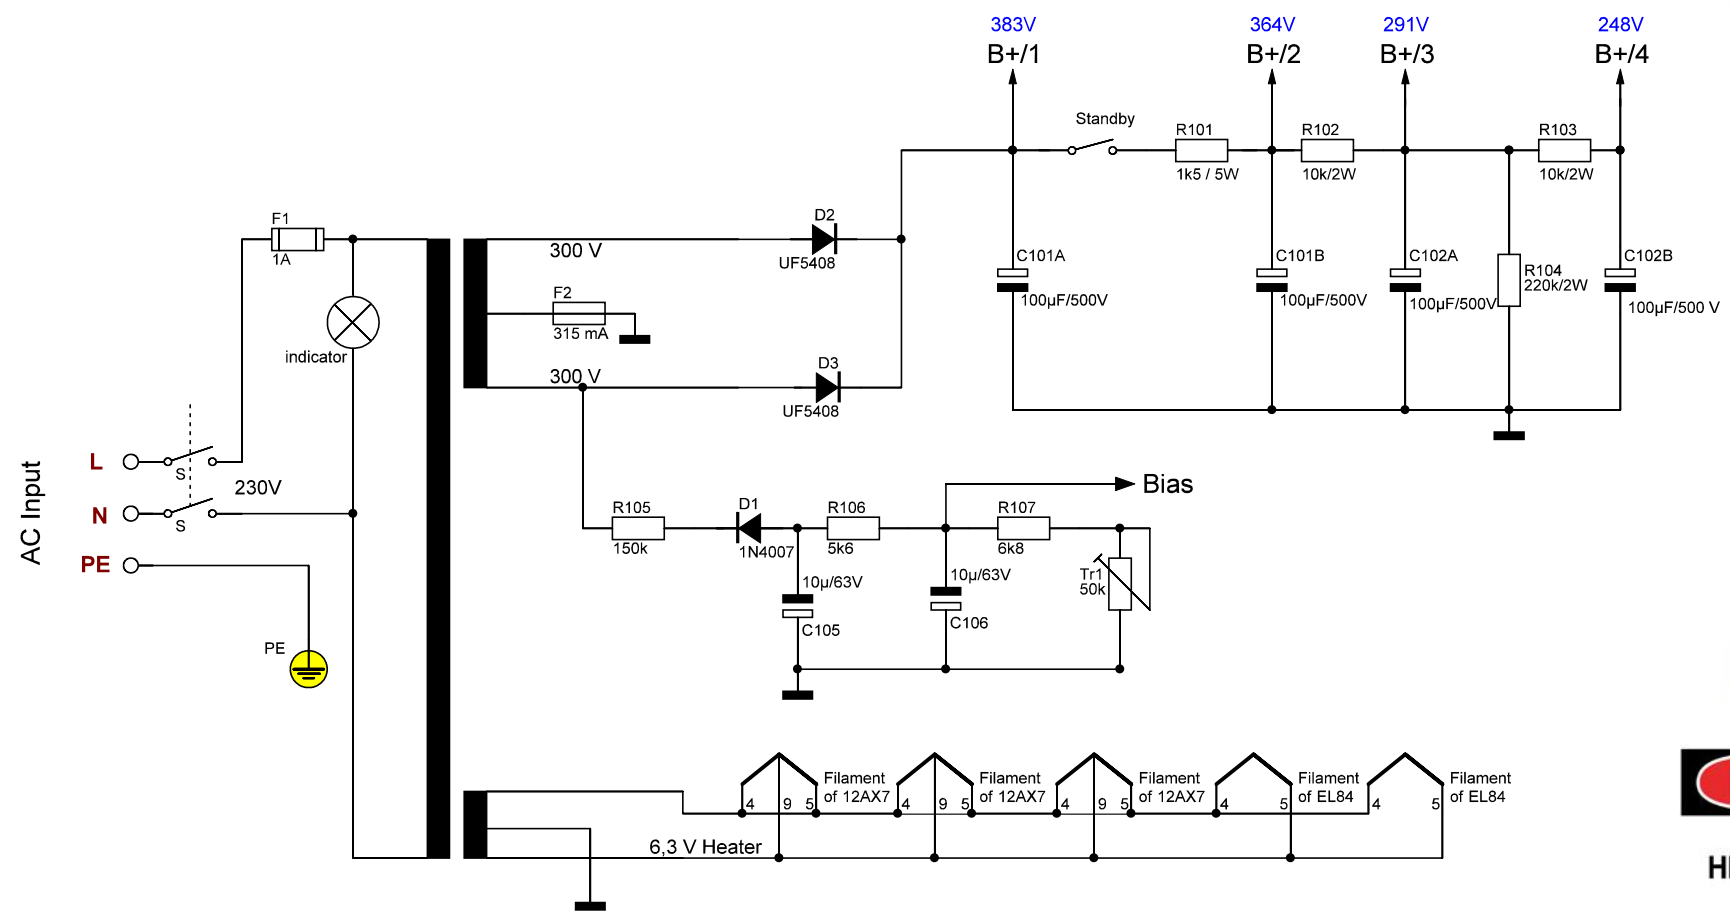 383V
364V
291V
248V
B+/1
B+/2
B+/3
B+/4
Standby
R101
1k5 / 5W
R102
10k/2W
R103
10k/2W
C101A
100µF/500V
C101B
100µF/500V
C102A
100µF/500V
R104
220k/2W
C102B
100µF/500 V
F1
1A
indicator
300 V
D2
UF5408
F2
315 mA
300 V
D3
UF5408
AC Input
L
S
N
S
230V
PE
PE
R105
150k
D1
1N4007
R106
5k6
Bias
R107
6k8
10µ/63V
C105
10µ/63V
C106
Tr1
50k
6,3 V Heater
4
9
5
Filament
of 12AX7
4
9
5
Filament
of 12AX7
4
9
5
Filament
of 12AX7
4
5
Filament
of EL84
4
5
Filament
of EL84